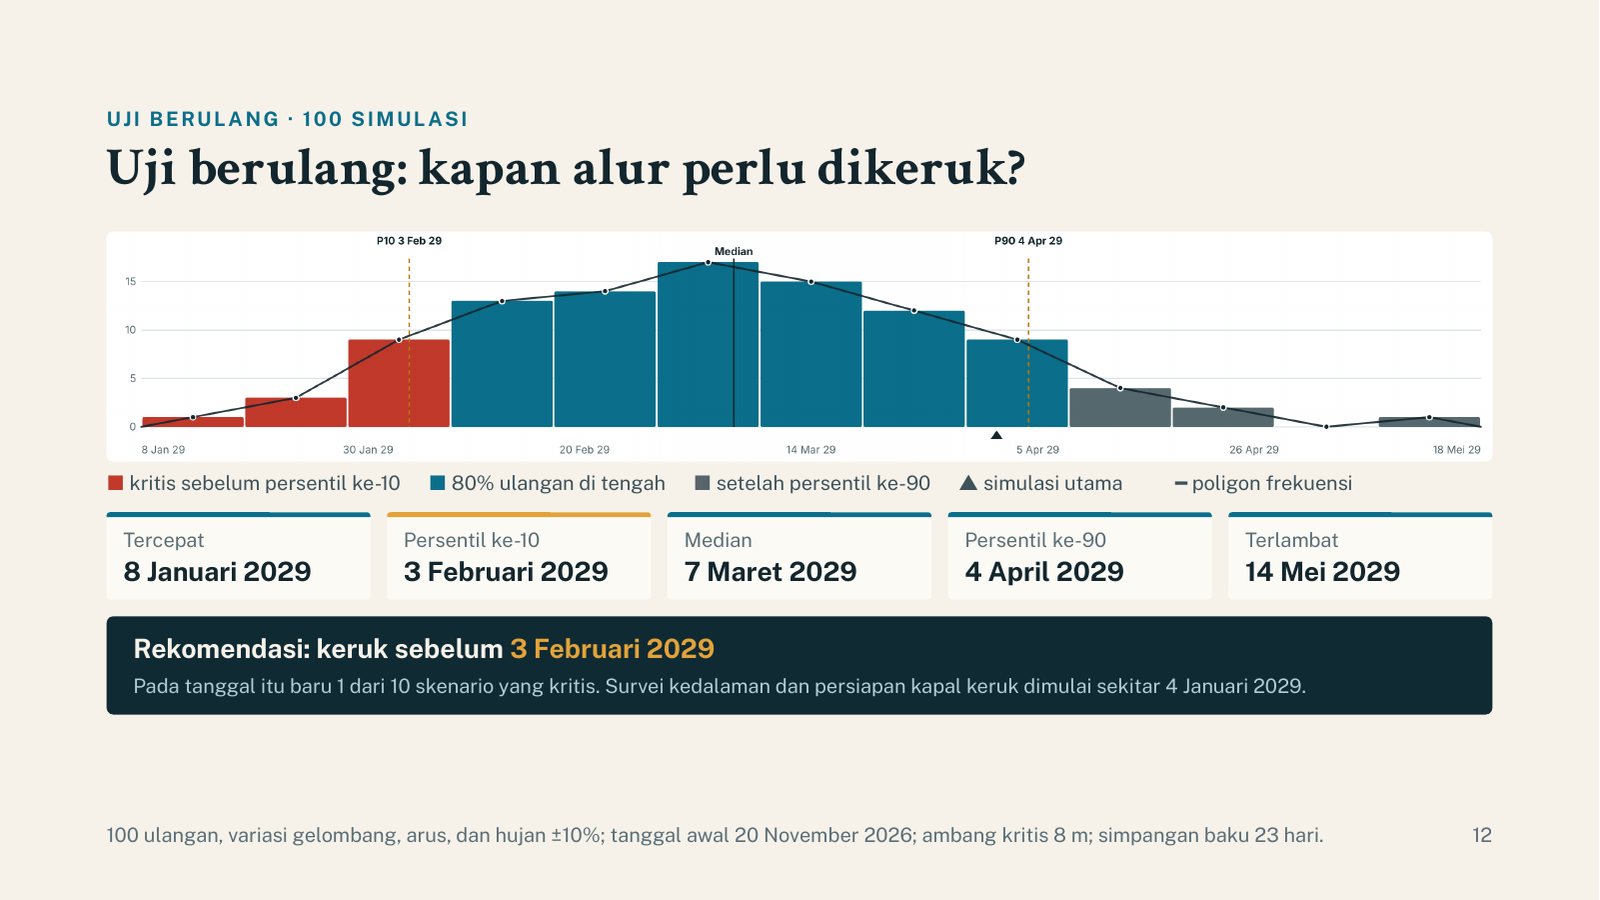 UJI BERULANG · 100 SIMULASI
Uji berulang: kapan alur perlu dikeruk?
P10 3 Feb 29
Median
P90 4 Apr 29
15
10
5
0
8 Jan 29
30 Jan 29
20 Feb 29
14 Mar 29
5 Apr 29
26 Apr 29
18 Mei 29
kritis sebelum persentil ke-10
80% ulangan di tengah
setelah persentil ke-90
simulasi utama
poligon frekuensi
Tercepat
8 Januari 2029
Persentil ke-10
3 Februari 2029
Median
7 Maret 2029
Persentil ke-90
4 April 2029
Terlambat
14 Mei 2029
Rekomendasi: keruk sebelum 3 Februari 2029
Pada tanggal itu baru 1 dari 10 skenario yang kritis. Survei kedalaman dan persiapan kapal keruk dimulai sekitar 4 Januari 2029.
100 ulangan, variasi gelombang, arus, dan hujan ±10%; tanggal awal 20 November 2026; ambang kritis 8 m; simpangan baku 23 hari.
12